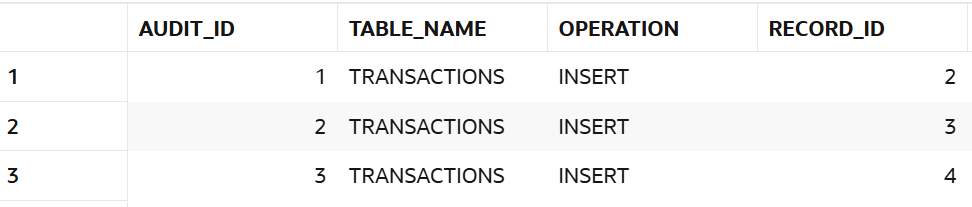 AUDIT_ID TABLE_NAME OPERATION RECORD_ID
1 1 TRANSACTIONS INSERT 2
2 2 TRANSACTIONS INSERT 3
3 3 TRANSACTIONS INSERT 4